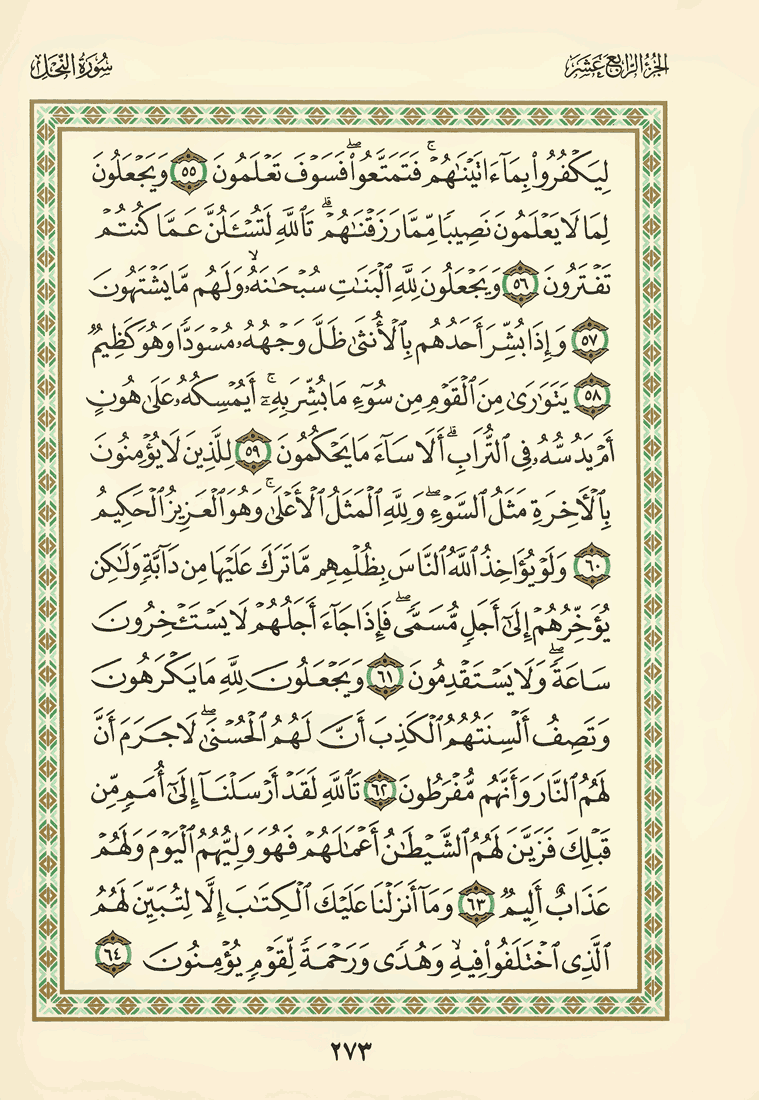 الجزء الرابع عشر
سورة النحل
لِيَكْفُرُوا۟ بِمَآ ءَاتَيْنَٰهُمْ ۚ فَتَمَتَّعُوا۟ ۖ فَسَوْفَ تَعْلَمُونَ ٥٥ وَيَجْعَلُونَ
لِمَا لَا يَعْلَمُونَ نَصِيبًا مِّمَّا رَزَقْنَٰهُمْ ۗ تَٱللَّهِ لَتُسْـَٔلُنَّ عَمَّا كُنتُمْ
تَفْتَرُونَ ٥٦ وَيَجْعَلُونَ لِلَّهِ ٱلْبَنَٰتِ سُبْحَٰنَهُۥ ۙ وَلَهُم مَّا يَشْتَهُونَ
٥٧ وَإِذَا بُشِّرَ أَحَدُهُم بِٱلْأُنثَىٰ ظَلَّ وَجْهُهُۥ مُسْوَدًّا وَهُوَ كَظِيمٌ
٥٨ يَتَوَٰرَىٰ مِنَ ٱلْقَوْمِ مِن سُوٓءِ مَا بُشِّرَ بِهِۦٓ ۚ أَيُمْسِكُهُۥ عَلَىٰ هُونٍ
أَمْ يَدُسُّهُۥ فِى ٱلتُّرَابِ ۗ أَلَا سَآءَ مَا يَحْكُمُونَ ٥٩ لِلَّذِينَ لَا يُؤْمِنُونَ
بِٱلْءَاخِرَةِ مَثَلُ ٱلسَّوْءِ ۖ وَلِلَّهِ ٱلْمَثَلُ ٱلْأَعْلَىٰ ۚ وَهُوَ ٱلْعَزِيزُ ٱلْحَكِيمُ
٦٠ وَلَوْ يُؤَاخِذُ ٱللَّهُ ٱلنَّاسَ بِظُلْمِهِم مَّا تَرَكَ عَلَيْهَا مِن دَآبَّةٍ وَلَٰكِن
يُؤَخِّرُهُمْ إِلَىٰٓ أَجَلٍ مُّسَمًّى ۖ فَإِذَا جَآءَ أَجَلُهُمْ لَا يَسْتَـْٔخِرُونَ
سَاعَةً ۖ وَلَا يَسْتَقْدِمُونَ ٦١ وَيَجْعَلُونَ لِلَّهِ مَا يَكْرَهُونَ
وَتَصِفُ أَلْسِنَتُهُمُ ٱلْكَذِبَ أَنَّ لَهُمُ ٱلْحُسْنَىٰ ۖ لَا جَرَمَ أَنَّ
لَهُمُ ٱلنَّارَ وَأَنَّهُم مُّفْرَطُونَ ٦٢ تَٱللَّهِ لَقَدْ أَرْسَلْنَآ إِلَىٰٓ أُمَمٍ مِّن
قَبْلِكَ فَزَيَّنَ لَهُمُ ٱلشَّيْطَٰنُ أَعْمَٰلَهُمْ فَهُوَ وَلِيُّهُمُ ٱلْيَوْمَ وَلَهُمْ
عَذَابٌ أَلِيمٌ ٦٣ وَمَآ أَنزَلْنَا عَلَيْكَ ٱلْكِتَٰبَ إِلَّا لِتُبَيِّنَ لَهُمُ
ٱلَّذِى ٱخْتَلَفُوا۟ فِيهِ ۙ وَهُدًى وَرَحْمَةً لِّقَوْمٍ يُؤْمِنُونَ ٦٤
٢٧٣